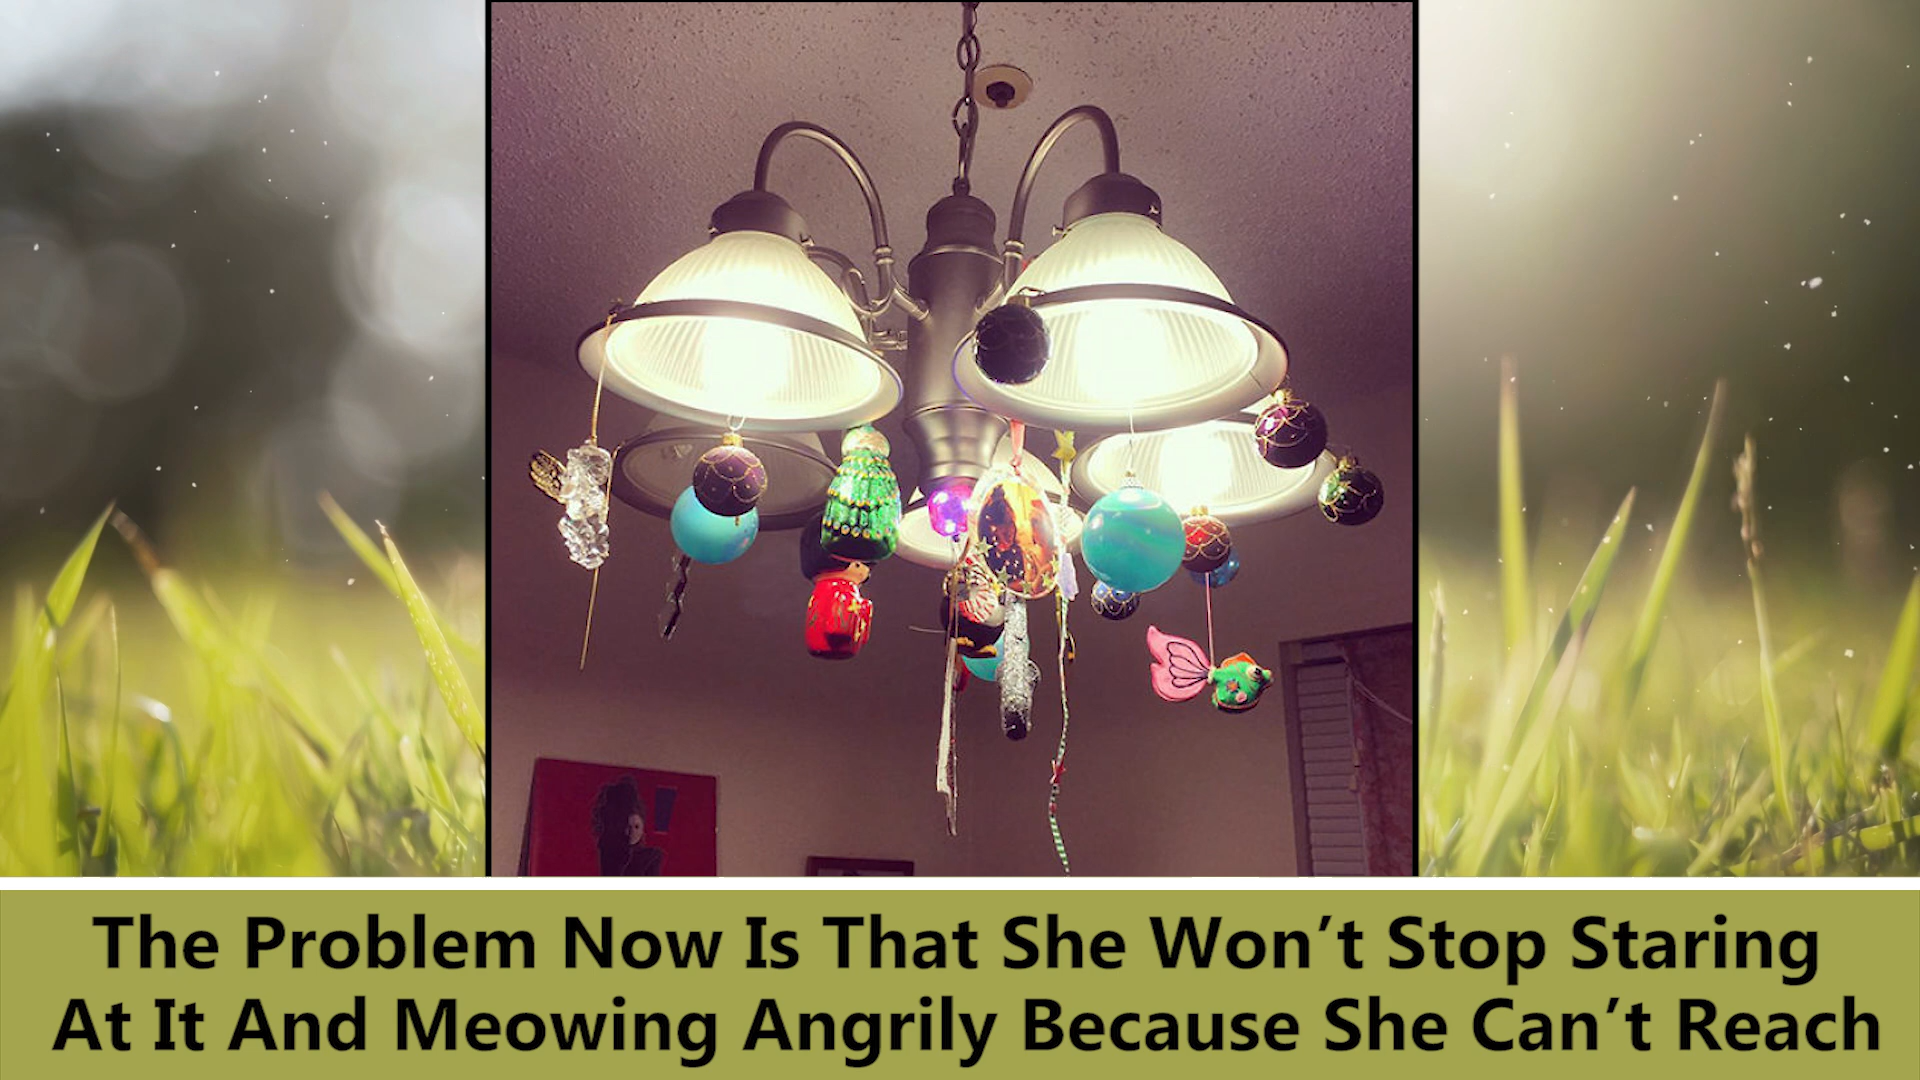 The Problem Now Is That She Won’t Stop Staring
At It And Meowing Angrily Because She Can’t Reach